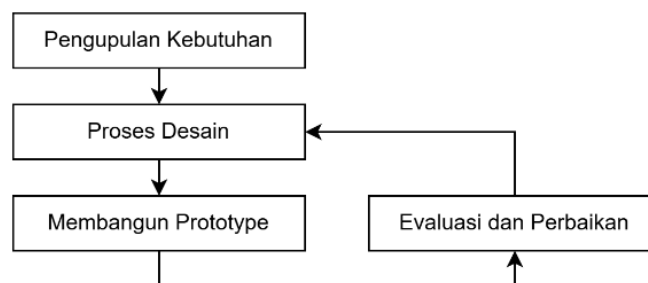 Pengupulan Kebutuhan
Proses Desain
Membangun Prototype
Evaluasi dan Perbaikan